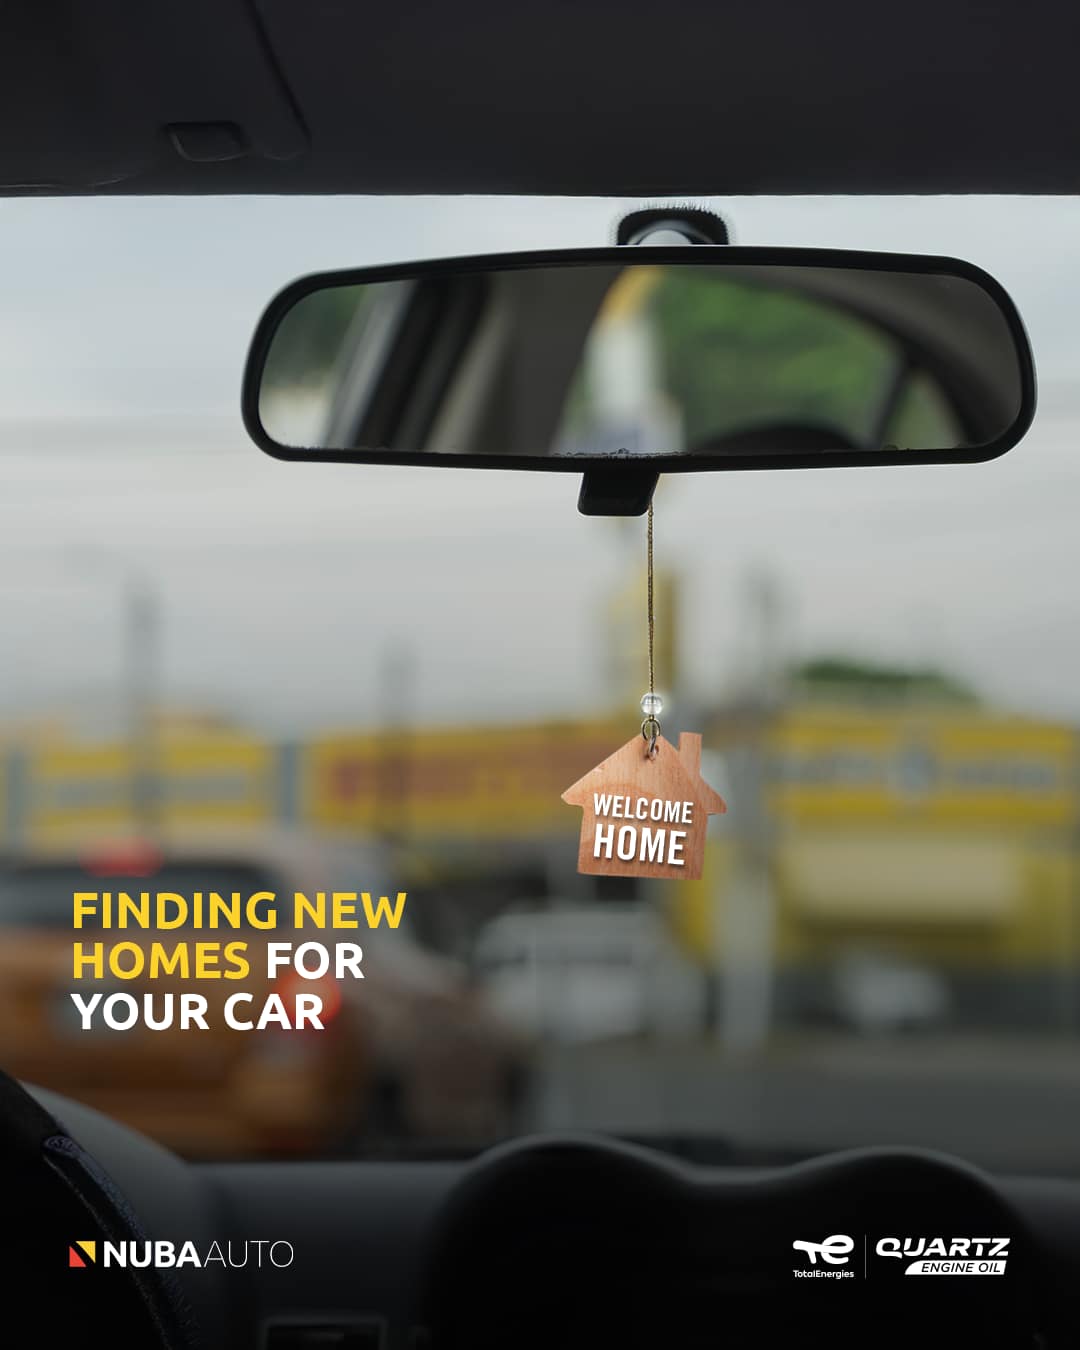 WELCOME
HOME
FINDING NEW
HOMES FOR
YOUR CAR
NUBAAUTO
TotalEnergies
QUARTZ
ENGINE OIL